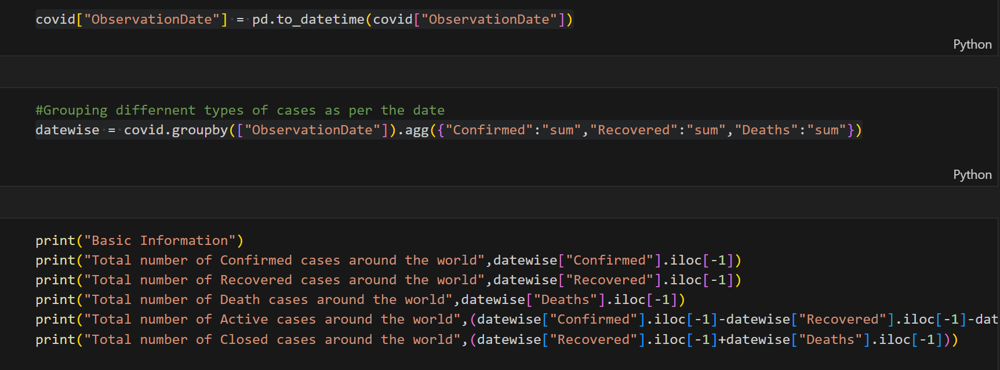 covid["ObservationDate"] = pd.to_datetime(covid["ObservationDate"])
Python
#Grouping differnent types of cases as per the date
datewise = covid.groupby(["ObservationDate"]).agg({"Confirmed":"sum","Recovered":"sum","Deaths":"sum"})
Python
print("Basic Information")
print("Total number of Confirmed cases around the world",datewise["Confirmed"].iloc[-1])
print("Total number of Recovered cases around the world",datewise["Recovered"].iloc[-1])
print("Total number of Death cases around the world",datewise["Deaths"].iloc[-1])
print("Total number of Active cases around the world",(datewise["Confirmed"].iloc[-1]-datewise["Recovered"].iloc[-1]-dat
print("Total number of Closed cases around the world",(datewise["Recovered"].iloc[-1]+datewise["Deaths"].iloc[-1]))